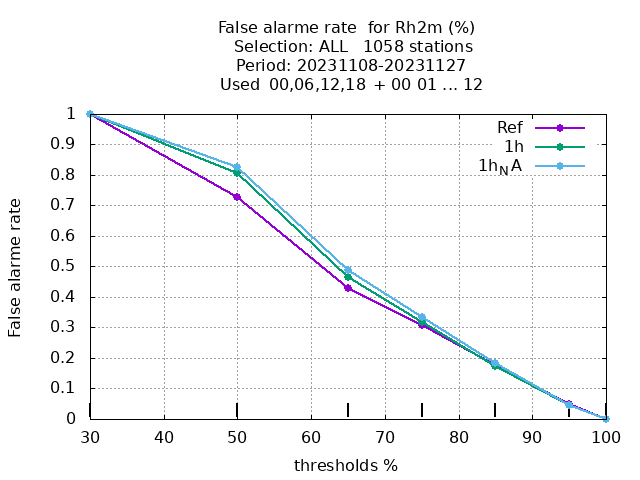 False alarme rate  for Rh2m (%)
Selection: ALL   1058 stations
Period: 20231108-20231127
Used  00,06,12,18  + 00 01 ... 12
Ref
1h
1h_NA
False alarme rate
1
0.9
0.8
0.7
0.6
0.5
0.4
0.3
0.2
0.1
0
30 40 50 60 70 80 90 100
thresholds %